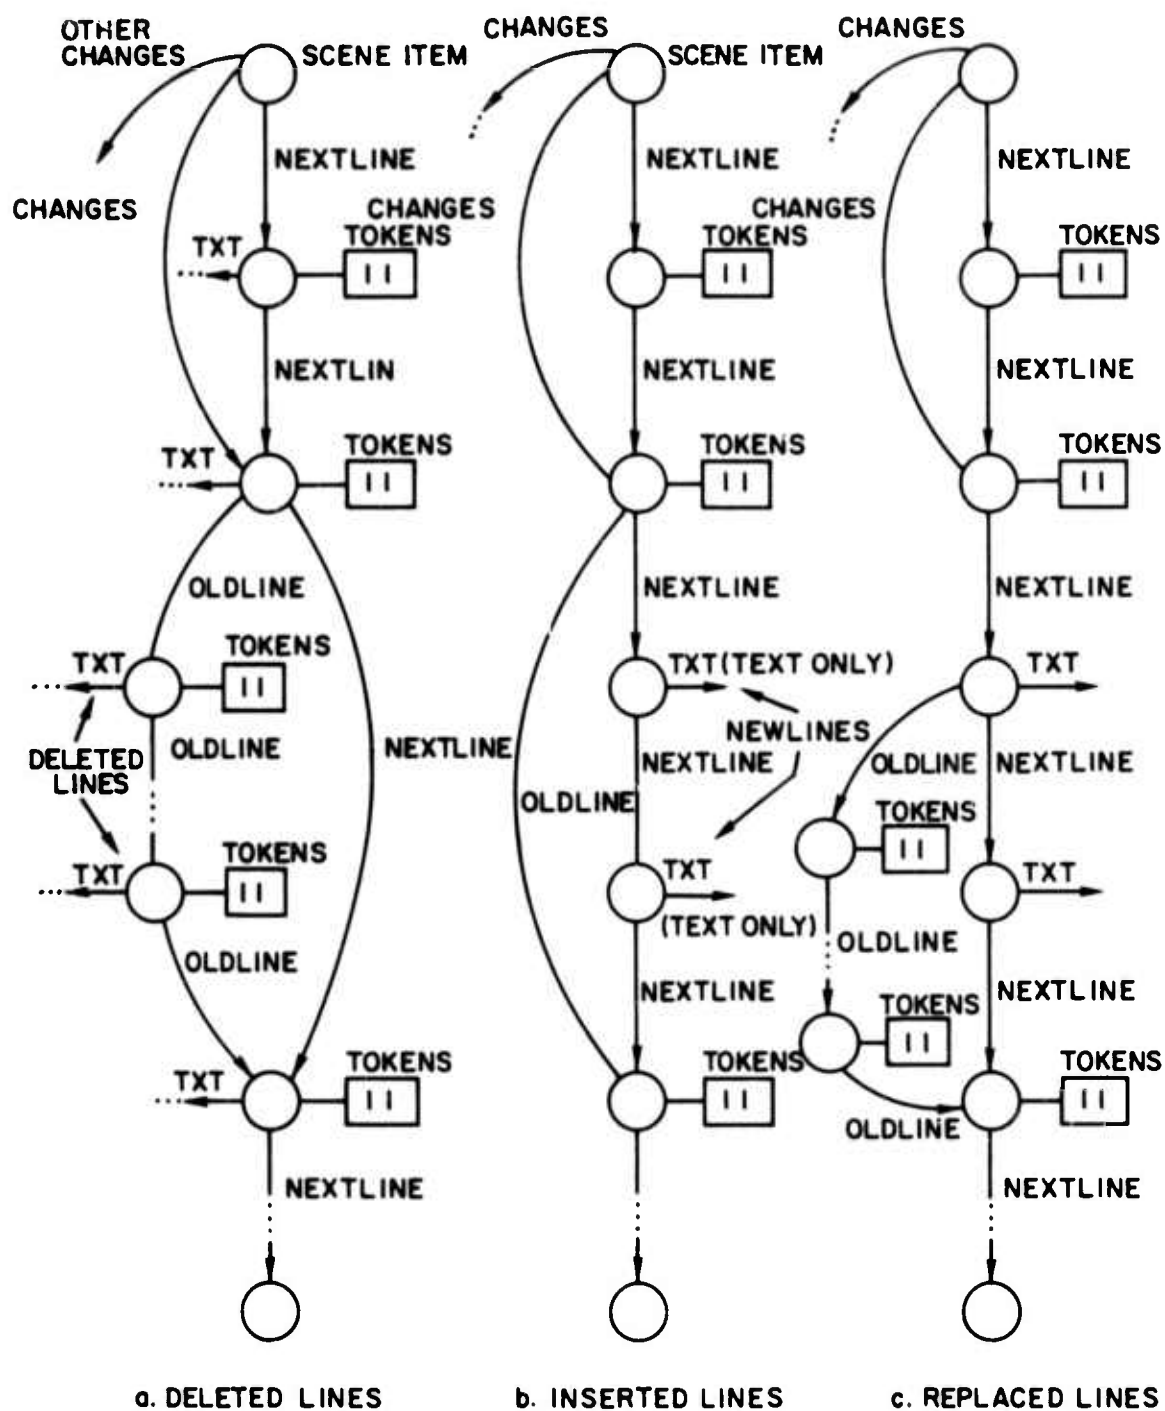 OTHER
CHANGES
SCENE ITEM
NEXTLINE
CHANGES
TXT
TOKENS
NEXTLIN
TXT
TOKENS
OLDLINE
TXT
TOKENS
OLDLINE
NEXTLINE
DELETED
LINES
TXT
TOKENS
OLDLINE
TXT
TOKENS
NEXTLINE
a. DELETED LINES
CHANGES
SCENE ITEM
NEXTLINE
CHANGES
TOKENS
NEXTLINE
TOKENS
NEXTLINE
TXT (TEXT ONLY)
NEWLINES
NEXTLINE
OLDLINE
TXT
(TEXT ONLY)
NEXTLINE
TOKENS
b. INSERTED LINES
CHANGES
NEXTLINE
CHANGES
TOKENS
NEXTLINE
TOKENS
NEXTLINE
TXT
OLDLINE
NEXTLINE
TOKENS
TXT
OLDLINE
NEXTLINE
TOKENS
TOKENS
OLDLINE
NEXTLINE
c. REPLACED LINES